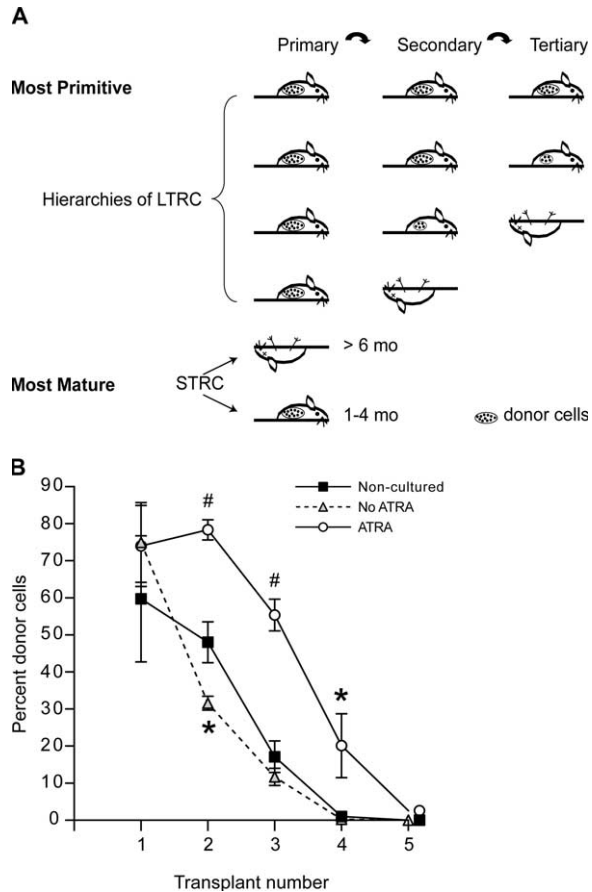 A
Primary Secondary Tertiary
Most Primitive
Hierarchies of LTRC
> 6 mo
Most Mature
STRC
1-4 mo
donor cells
B
90
80
70
60
50
40
30
20
10
0
Percent donor cells
Non-cultured
No ATRA
ATRA
#
#
*
*
1 2 3 4 5
Transplant number